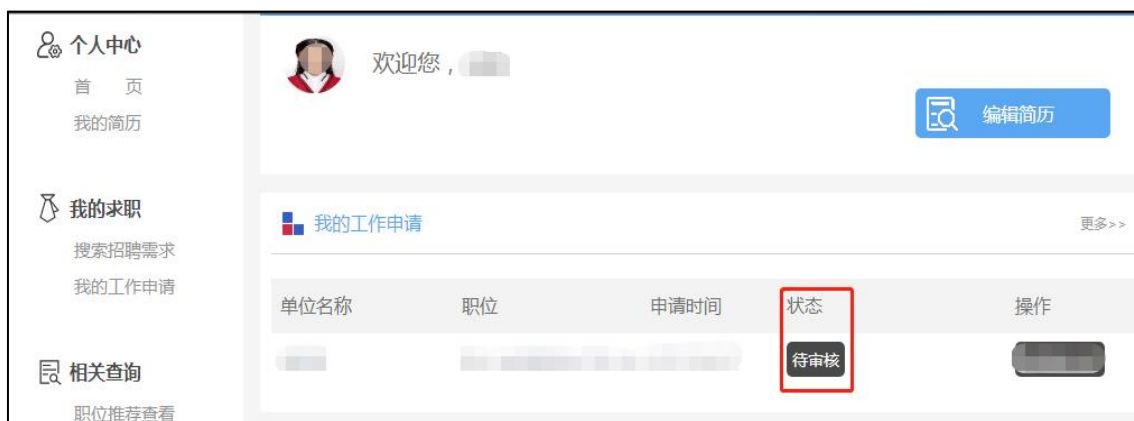 个人中心
首 页
我的简历
我的求职
搜索招聘需求
我的工作申请
相关查询
职位推荐查看
欢迎您，
编辑简历
我的工作申请
更多>>
单位名称 职位 申请时间 状态 操作
待审核